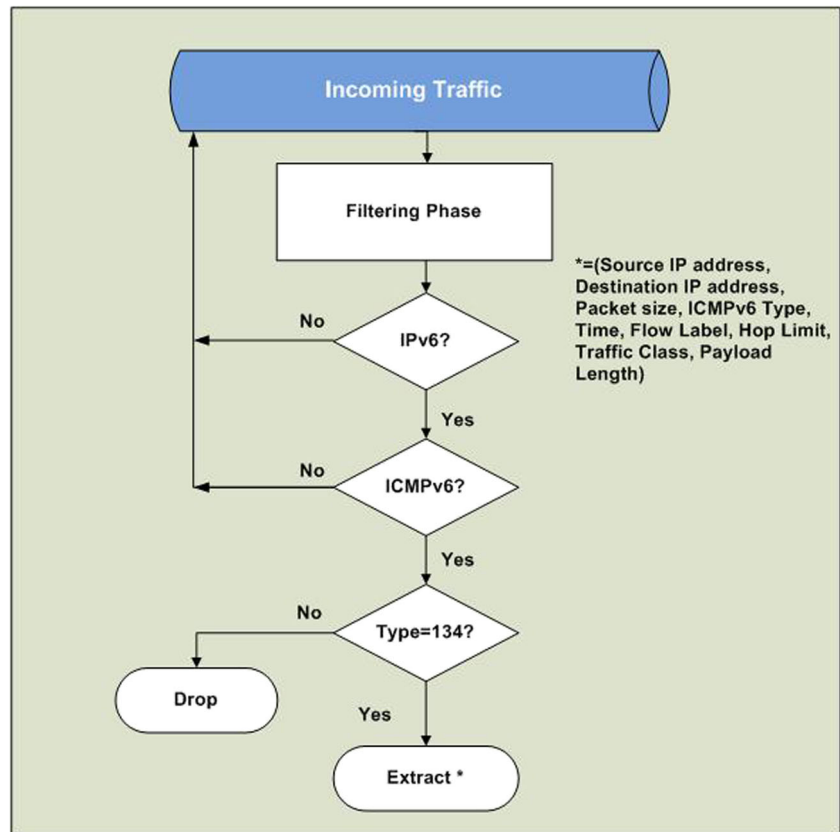 Incoming Traffic
Filtering Phase
*=(Source IP address,
Destination IP address,
Packet size, ICMPv6 Type,
Time, Flow Label, Hop Limit,
Traffic Class, Payload
Length)
No
IPv6?
Yes
No
ICMPv6?
Yes
No
Type=134?
Drop
Yes
Extract *